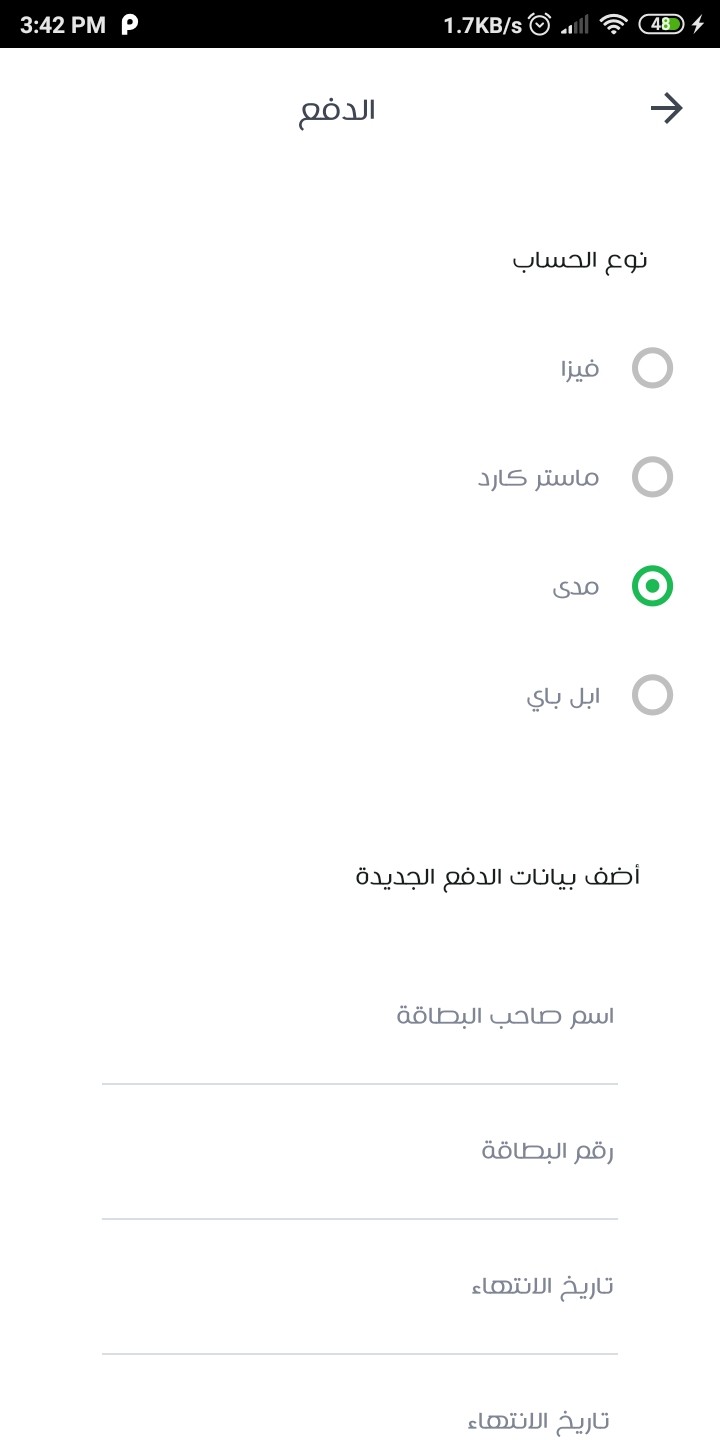 3:42 PM
1.7KB/s
48
الدفع
نوع الحساب
فيزا
ماستر كارد
مدى
ابل باي
أضف بيانات الدفع الجديدة
اسم صاحب البطاقة
رقم البطاقة
تاريخ الانتهاء
تاريخ الانتهاء